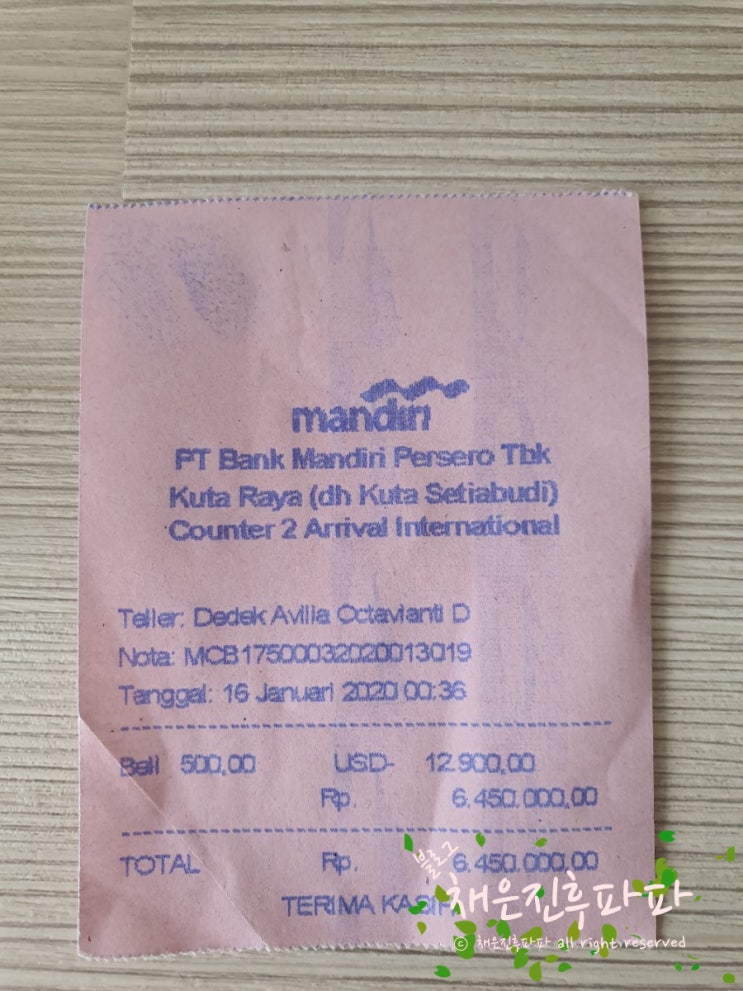 mandiri
PT Bank Mandiri Persero Tbk
Kuta Raya (dh Kuta Setiabudi)
Counter 2 Arrival International
Teller: Dedek Avilia Octavianti D
Nota: MCB17500032020013019
Tanggal: 16 Januari 2020 00:36
Beli 500,00 USD- 12.900,00
Rp. 6.450.000,00
TOTAL Rp. 6.450.000,00
TERIMA KASIH
블로그
채은진후파파
© 채은진후파파 all right reserved